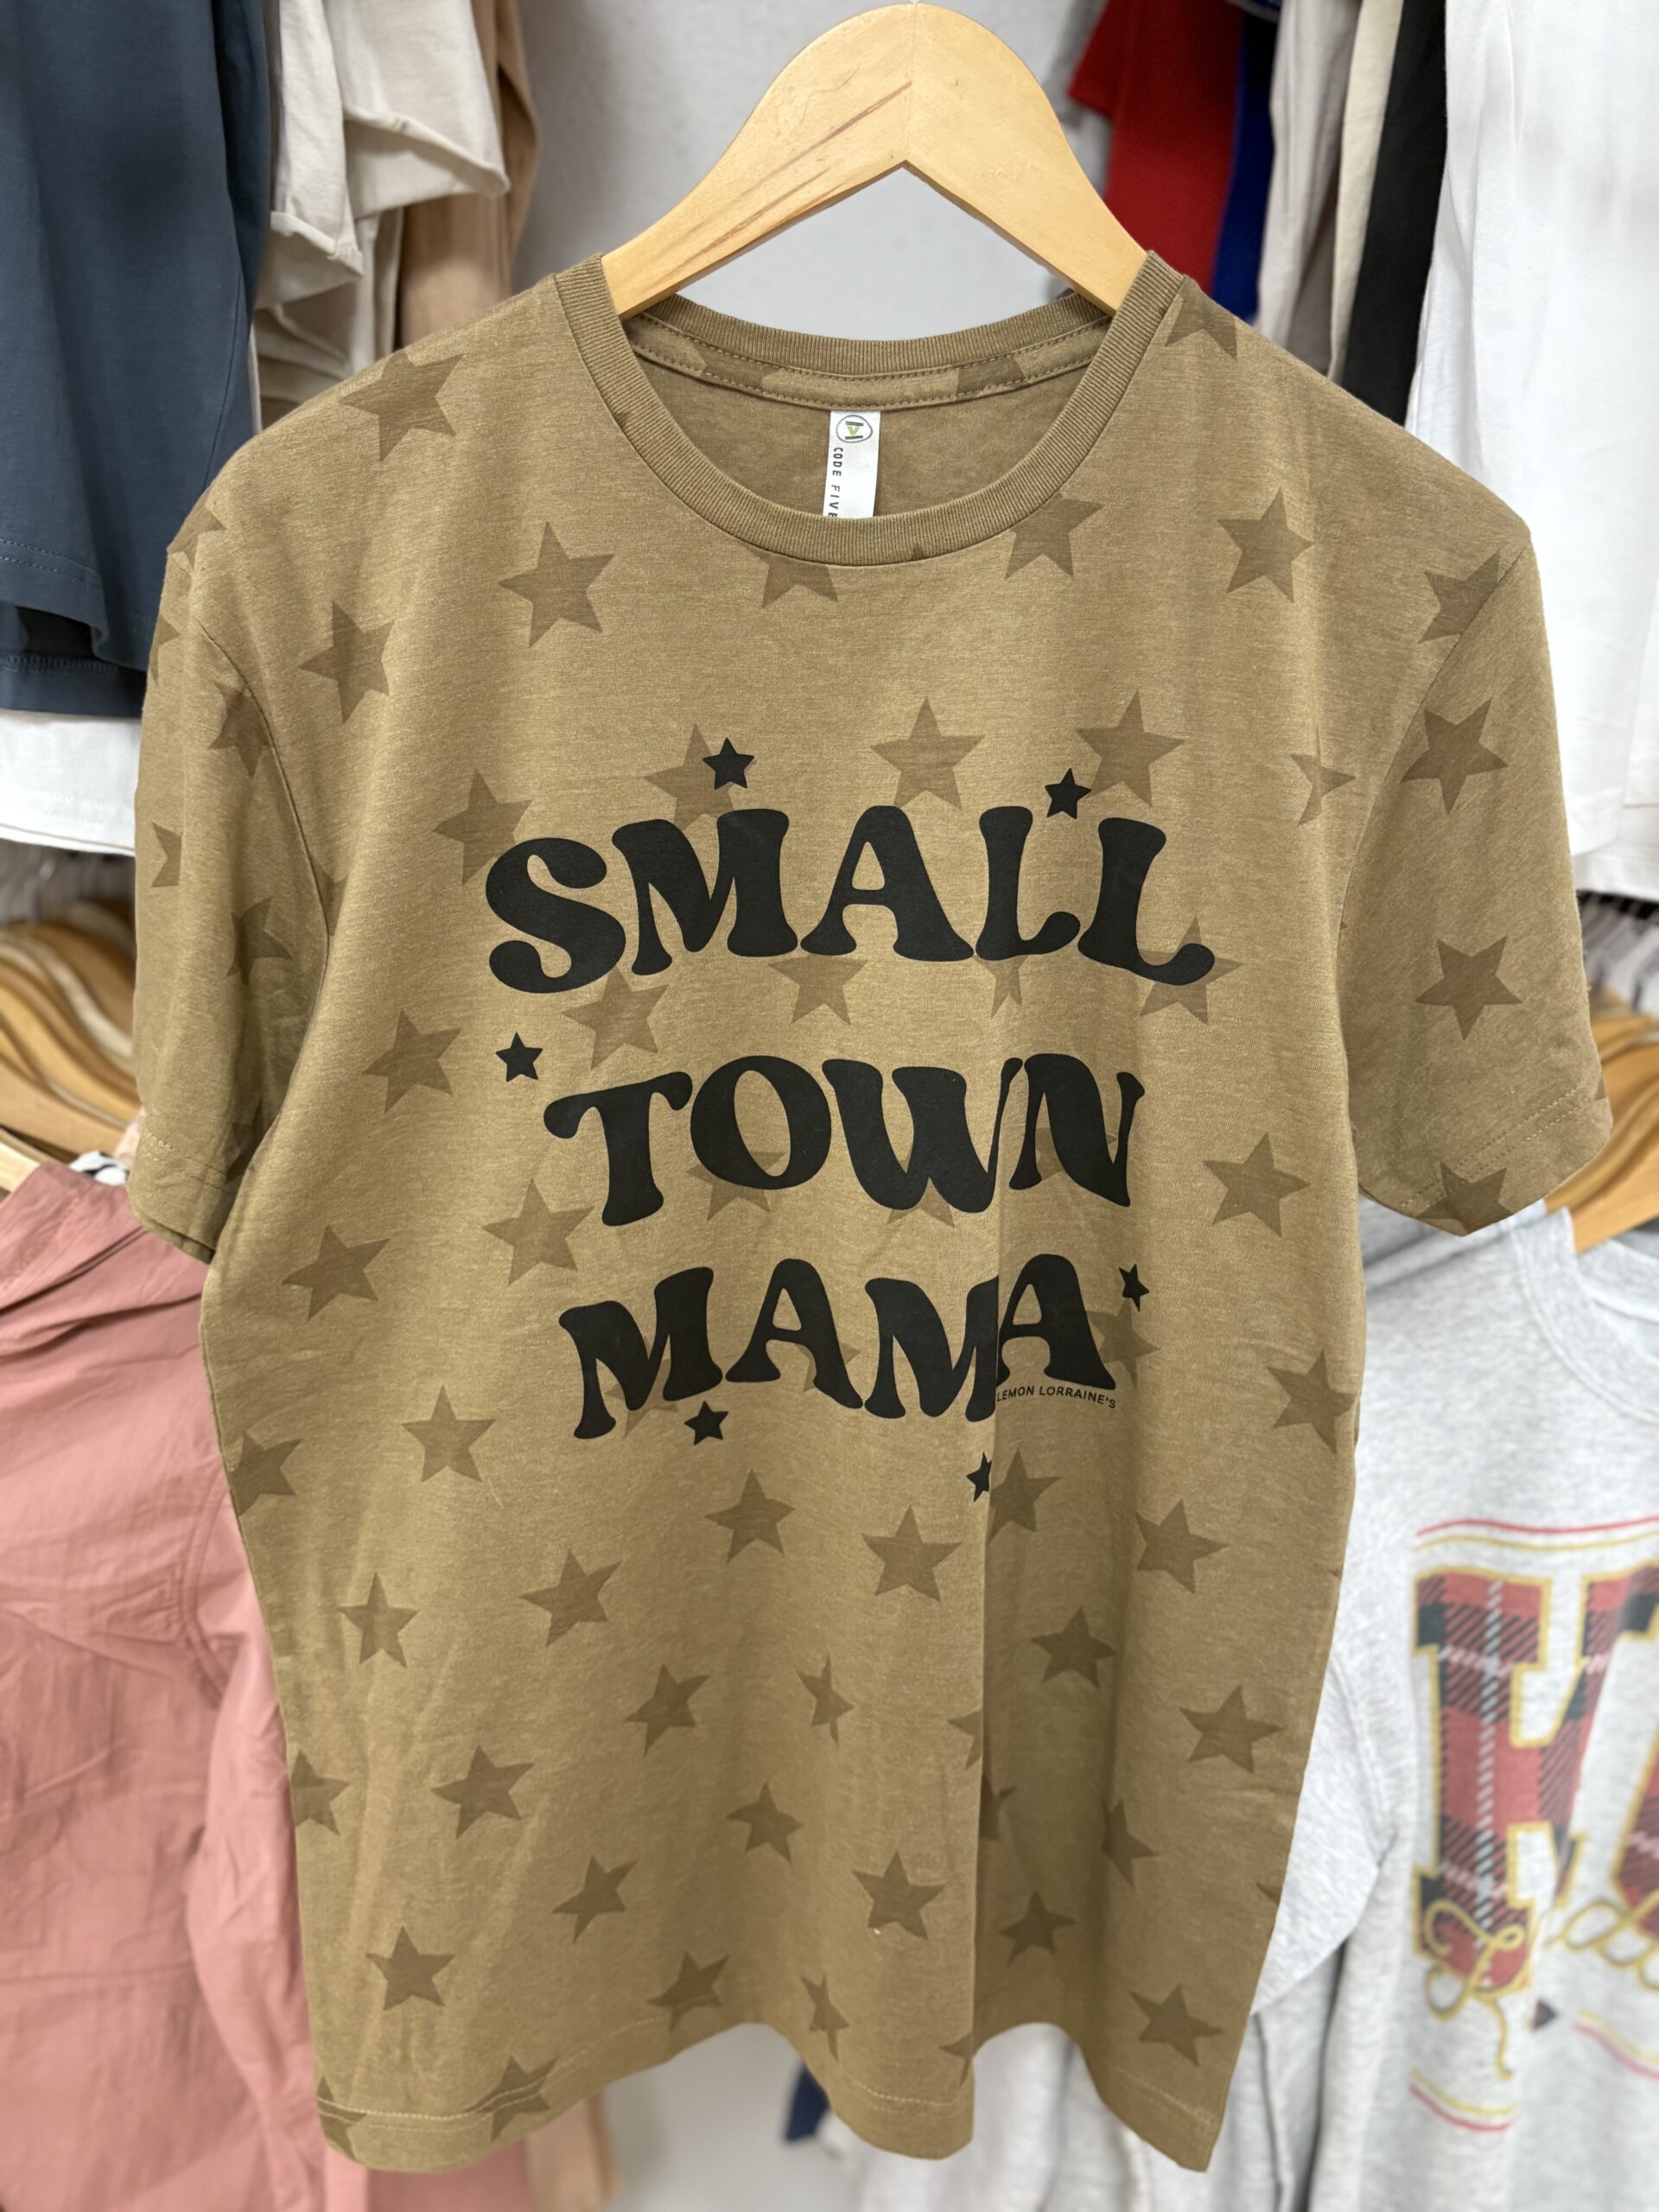 CODE FIVE
SMALL
TOWN
MAMA
LEMON LORRAINE'S
H